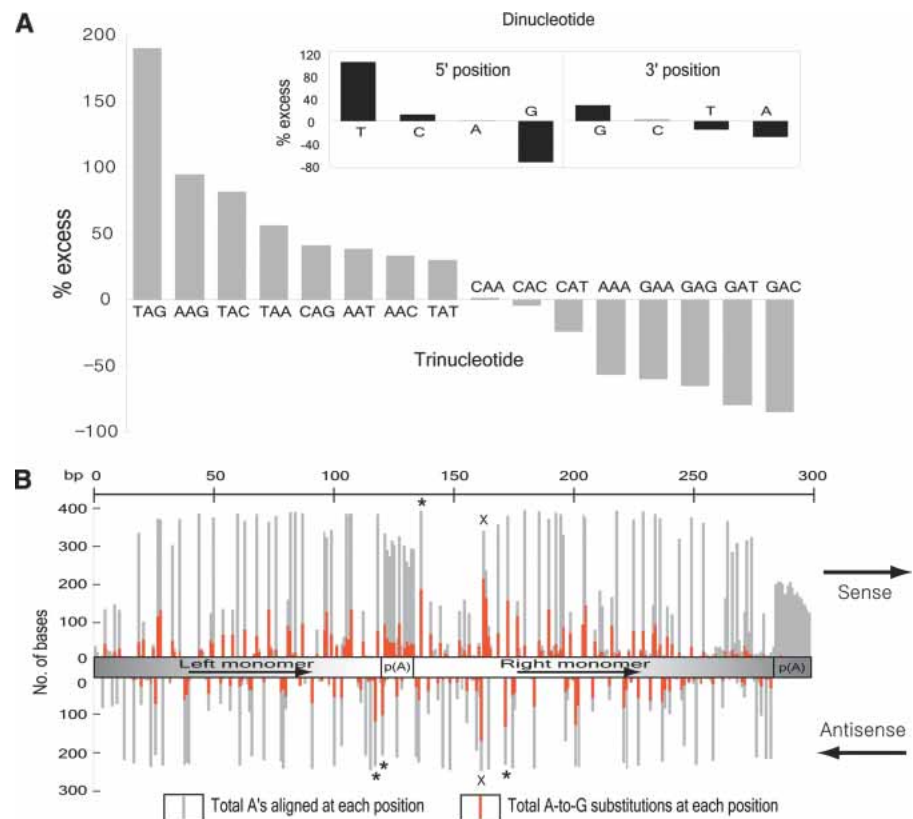 A
Dinucleotide
200
150
100
50
0
−50
−100
% excess
120
80
40
0
-40
-80
% excess
5' position
3' position
G
T A
T C A
G C
CAA CAC CAT AAA GAA GAG GAT GAC
TAG AAG TAC TAA CAG AAT AAC TAT
Trinucleotide
B
bp 0 50 100 150 200 250 300
* x
400
300
200
100
0
No. of bases
Sense
Left monomer p(A) Right monomer p(A)
0
100
200
300
Antisense
* * x *
Total A's aligned at each position Total A-to-G substitutions at each position